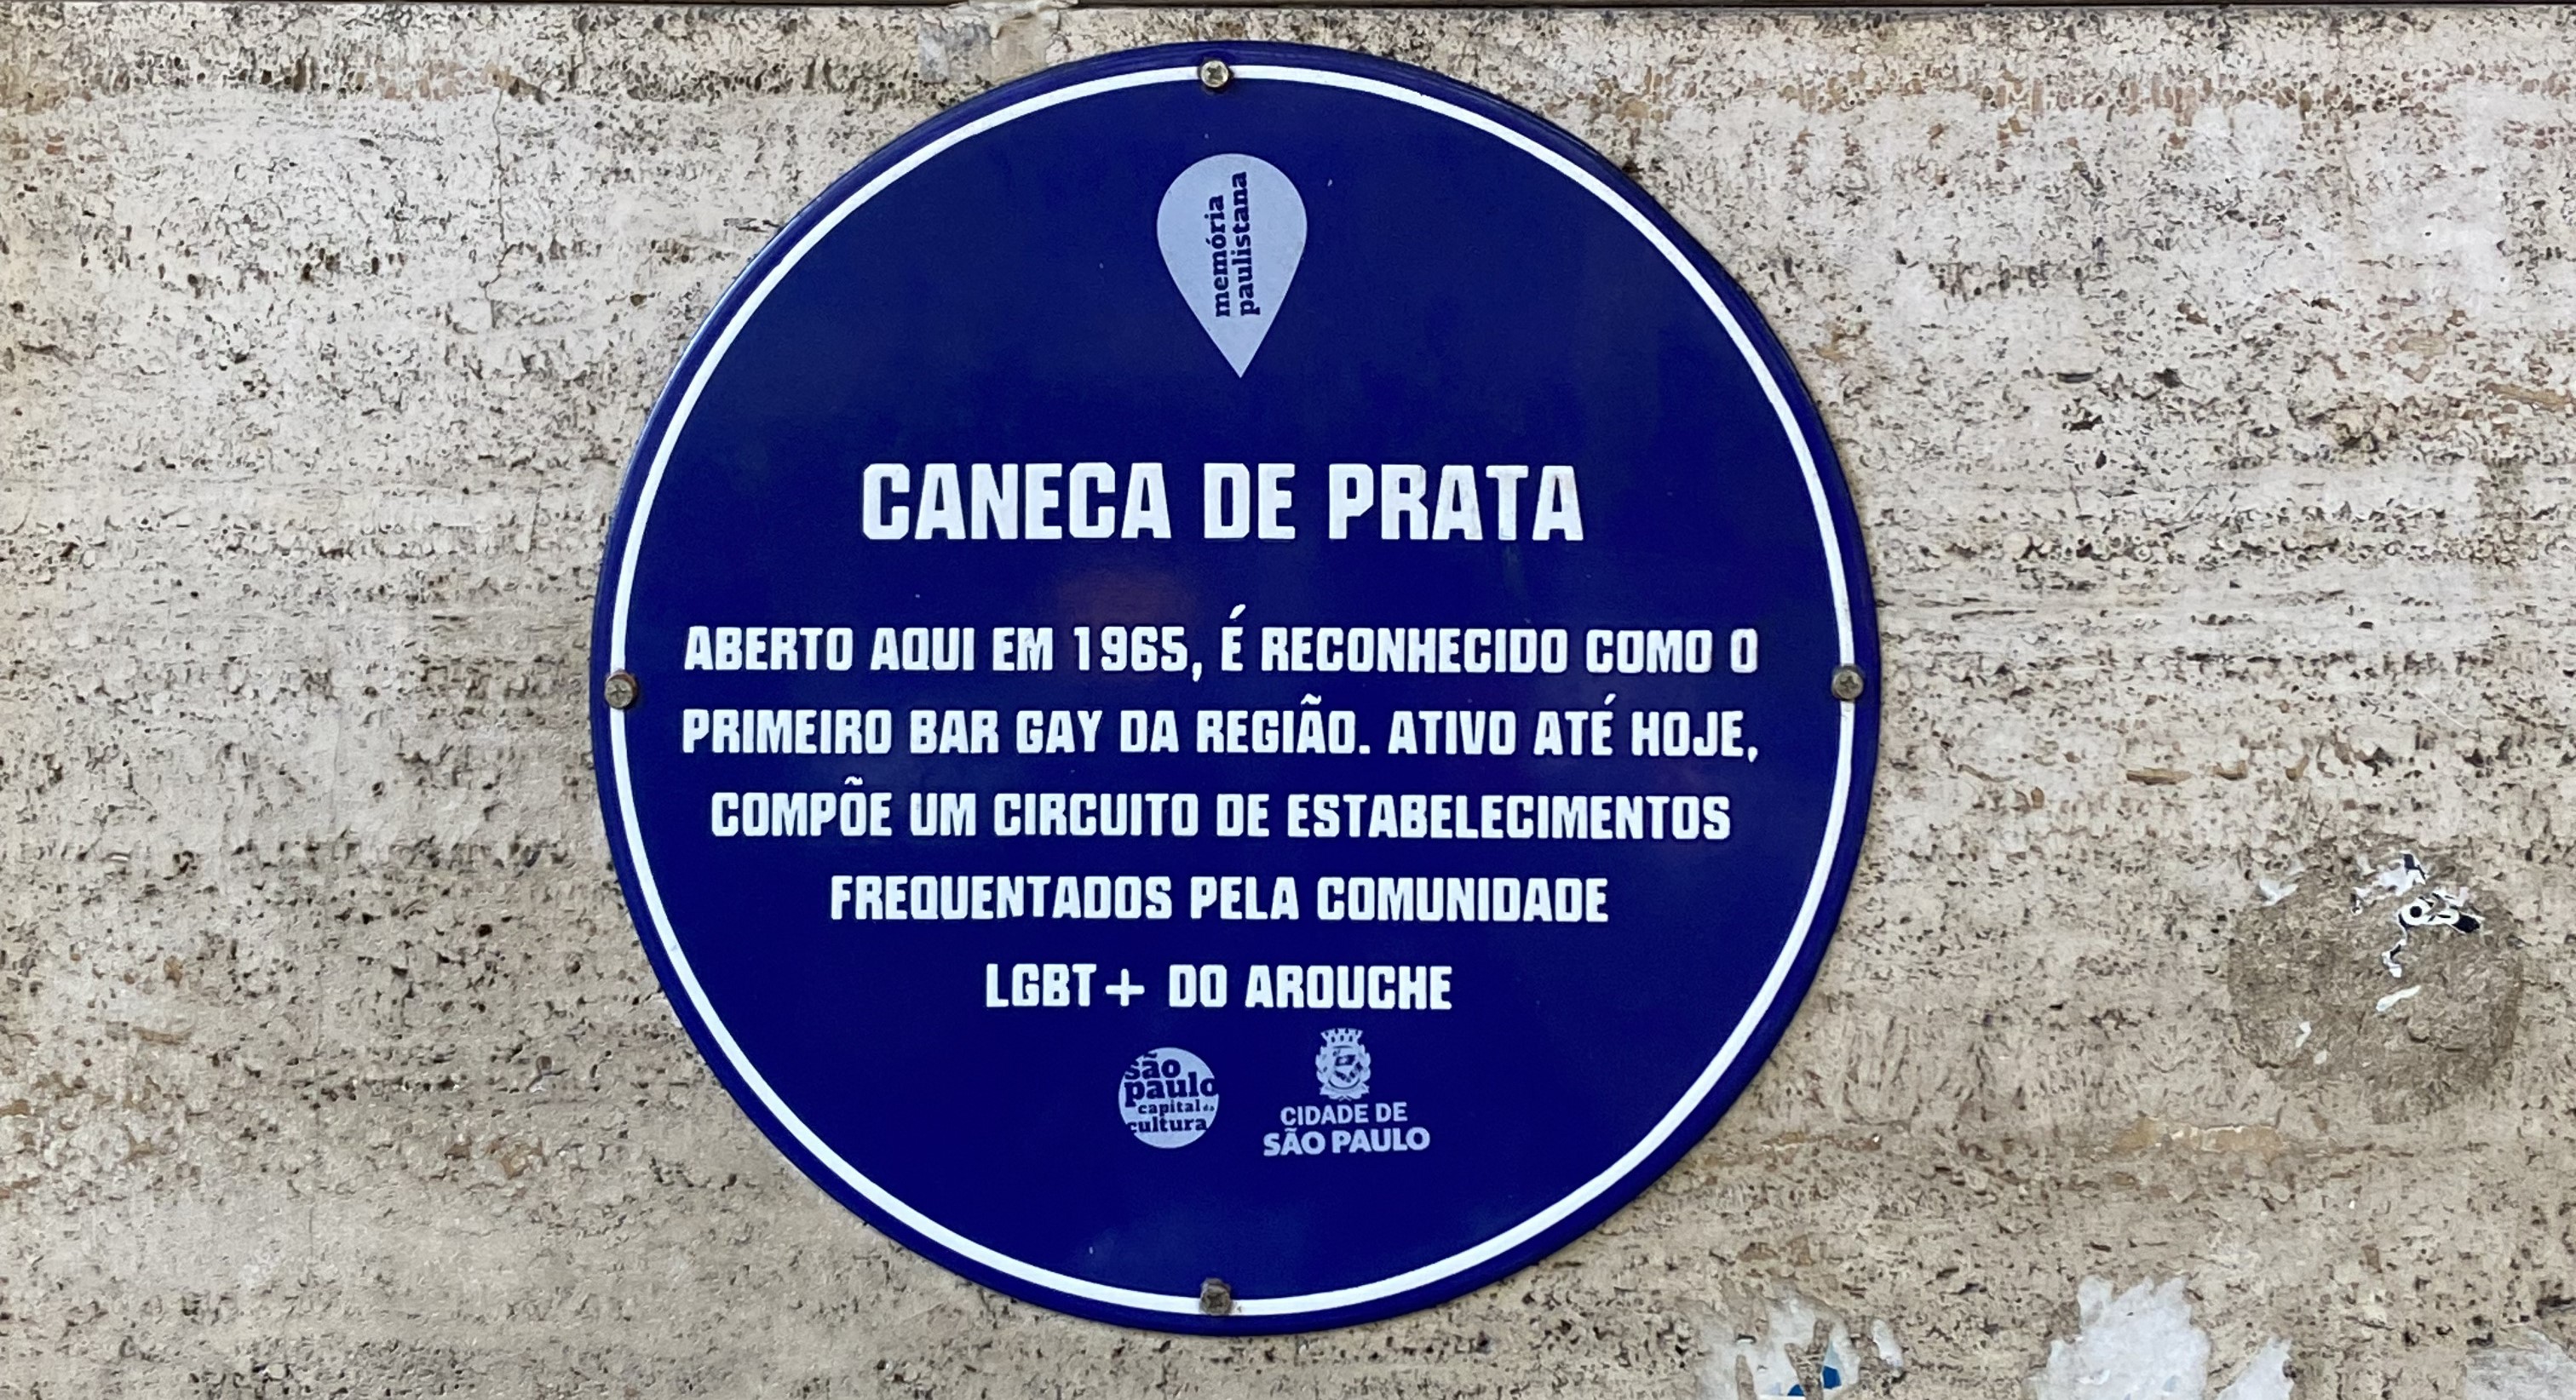 memória
paulistana
CANECA DE PRATA
ABERTO AQUI EM 1965, É RECONHECIDO COMO O
PRIMEIRO BAR GAY DA REGIÃO. ATIVO ATÉ HOJE,
COMPÕE UM CIRCUITO DE ESTABELECIMENTOS
FREQUENTADOS PELA COMUNIDADE
LGBT+ DO AROUCHE
são
paulo
capital da
cultura
CIDADE DE
SÃO PAULO